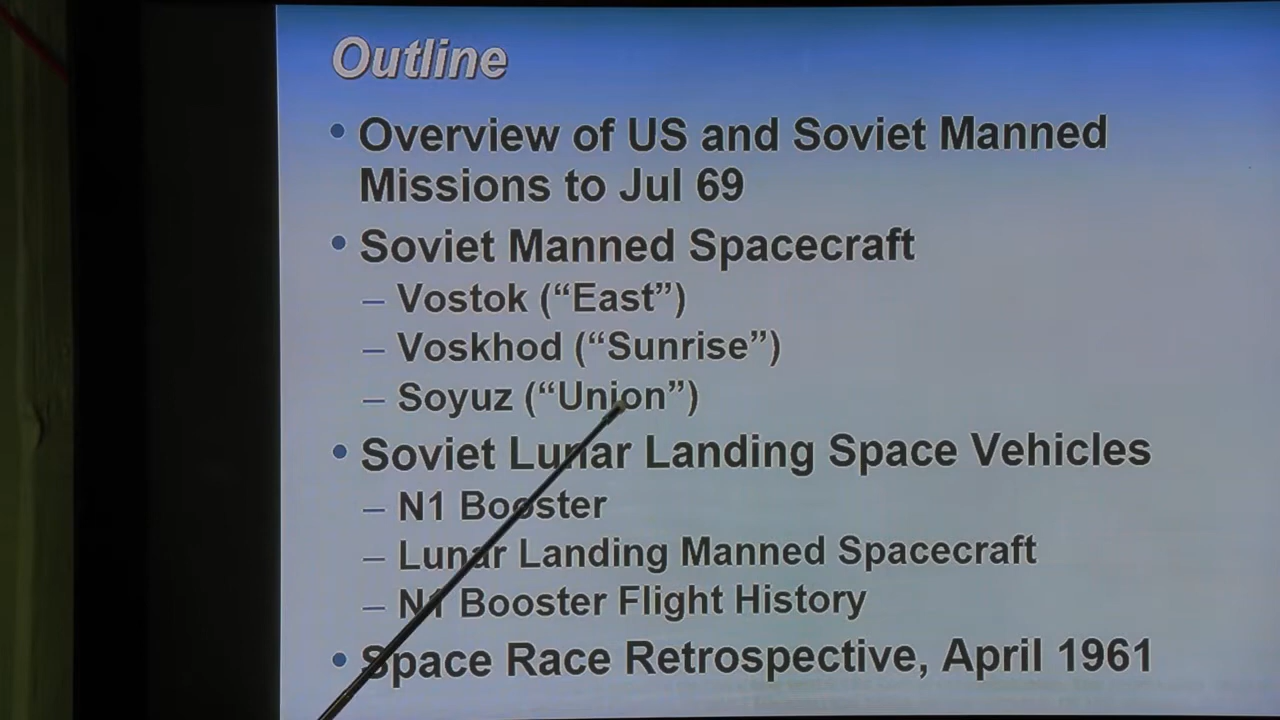 Outline
• Overview of US and Soviet Manned
Missions to Jul 69
• Soviet Manned Spacecraft
– Vostok (“East”)
– Voskhod (“Sunrise”)
– Soyuz (“Union”)
• Soviet Lunar Landing Space Vehicles
– N1 Booster
– Lunar Landing Manned Spacecraft
– N1 Booster Flight History
• Space Race Retrospective, April 1961